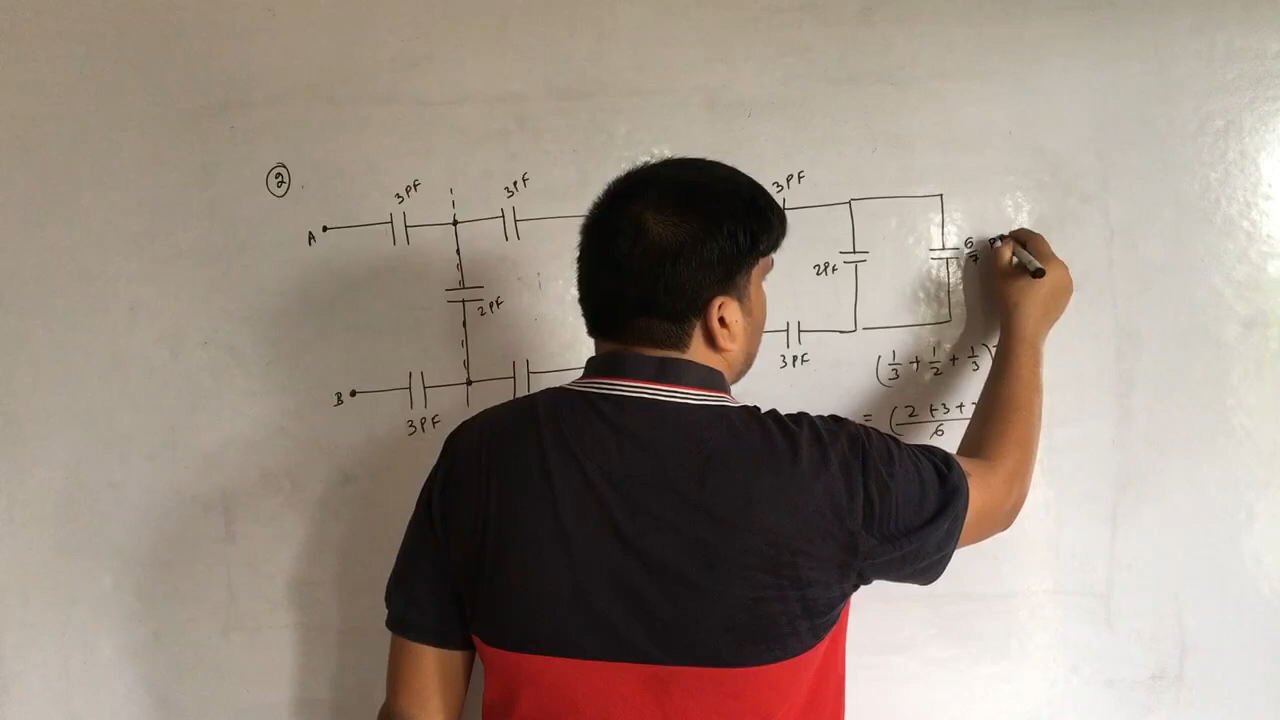 2
3PF
3PF
3PF
A
2PF
2PF
6/7
B
3PF
3PF
(1/3 + 1/2 + 1/3)
= (2+3+
6